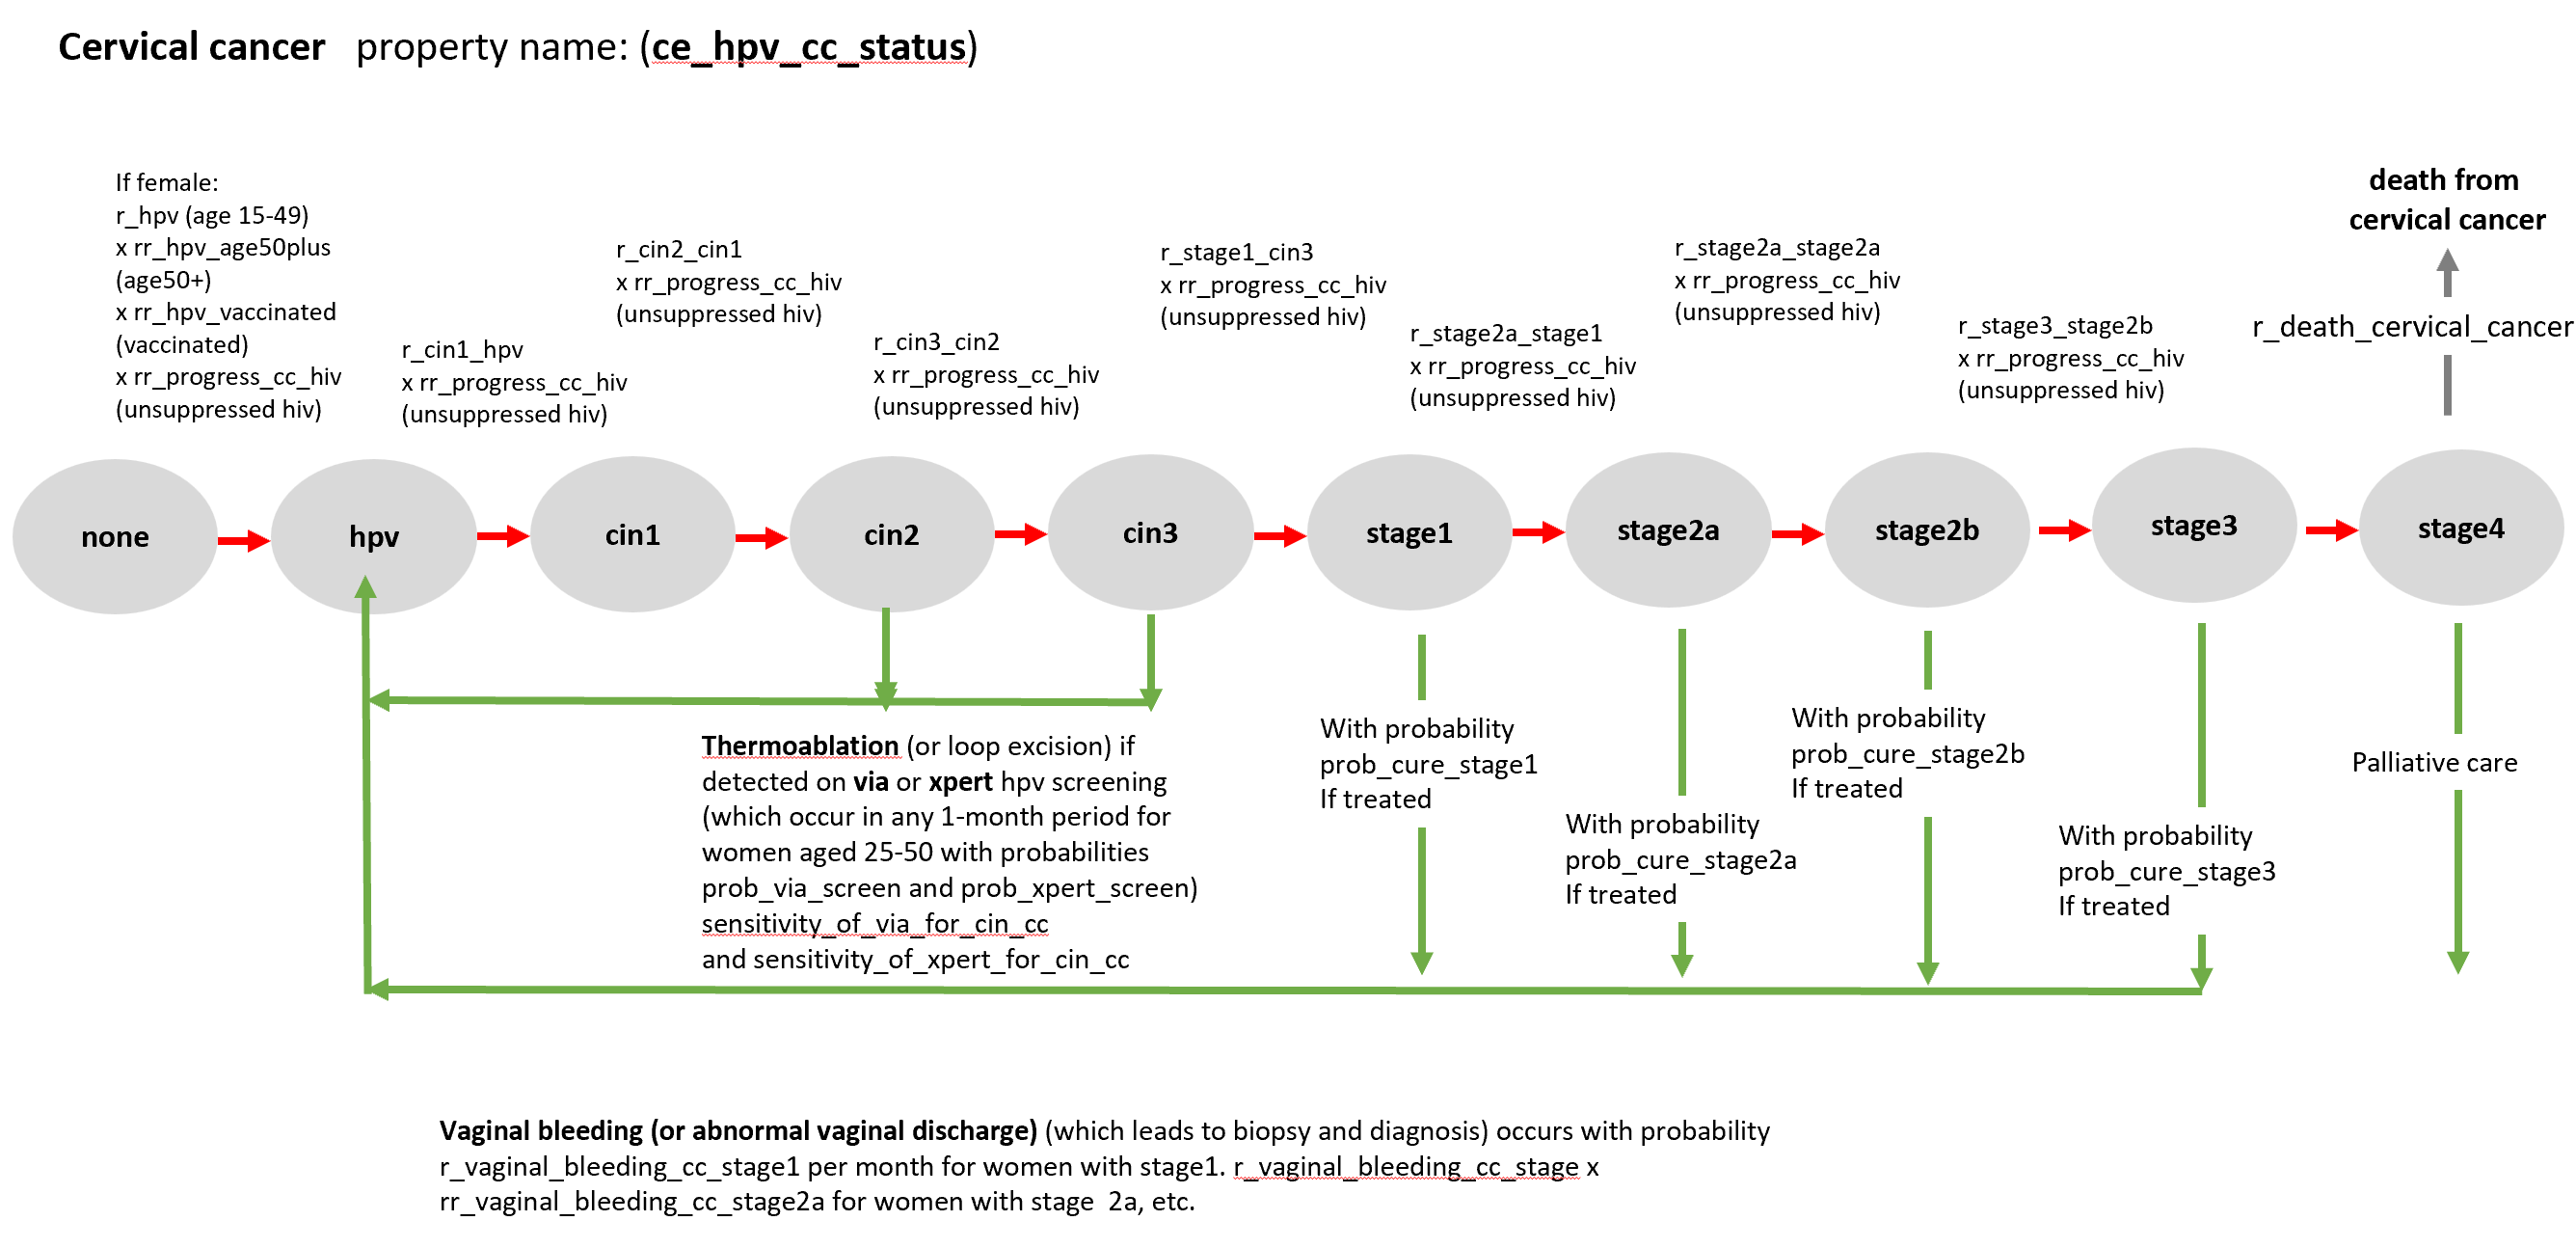 Cervical cancer property name: (ce_hpv_cc_status)
If female:
r_hpv (age 15-49)
x rr_hpv_age50plus
(age50+)
x rr_hpv_vaccinated
(vaccinated)
x rr_progress_cc_hiv
(unsuppressed hiv)
r_cin1_hpv
x rr_progress_cc_hiv
(unsuppressed hiv)
r_cin2_cin1
x rr_progress_cc_hiv
(unsuppressed hiv)
r_cin3_cin2
x rr_progress_cc_hiv
(unsuppressed hiv)
r_stage1_cin3
x rr_progress_cc_hiv
(unsuppressed hiv)
r_stage2a_stage1
x rr_progress_cc_hiv
(unsuppressed hiv)
r_stage2a_stage2a
x rr_progress_cc_hiv
(unsuppressed hiv)
r_stage3_stage2b
x rr_progress_cc_hiv
(unsuppressed hiv)
death from
cervical cancer
r_death_cervical_cancer
none
hpv
cin1
cin2
cin3
stage1
stage2a
stage2b
stage3
stage4
Thermoablation (or loop excision) if
detected on via or xpert hpv screening
(which occur in any 1-month period for
women aged 25-50 with probabilities
prob_via_screen and prob_xpert_screen)
sensitivity_of_via_for_cin_cc
and sensitivity_of_xpert_for_cin_cc
With probability
prob_cure_stage1
If treated
With probability
prob_cure_stage2a
If treated
With probability
prob_cure_stage2b
If treated
With probability
prob_cure_stage3
If treated
Palliative care
Vaginal bleeding (or abnormal vaginal discharge) (which leads to biopsy and diagnosis) occurs with probability
r_vaginal_bleeding_cc_stage1 per month for women with stage1. r_vaginal_bleeding_cc_stage x
rr_vaginal_bleeding_cc_stage2a for women with stage 2a, etc.